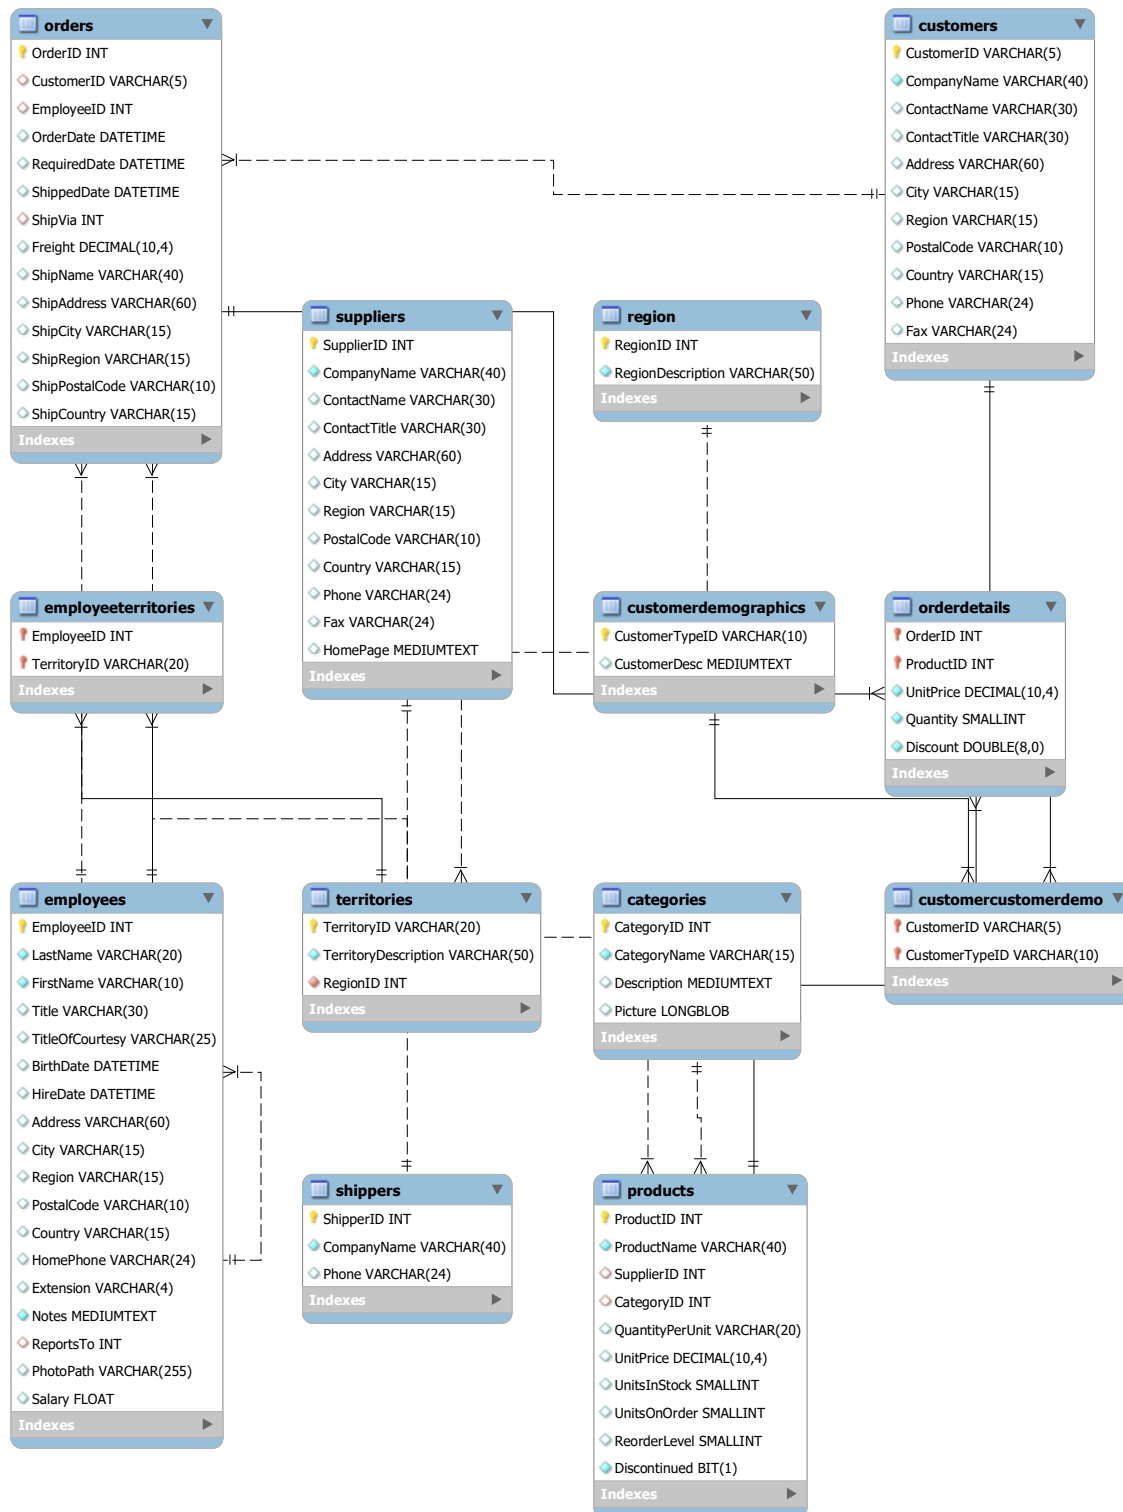 orders
OrderID INT
CustomerID VARCHAR(5)
EmployeeID INT
OrderDate DATETIME
RequiredDate DATETIME
ShippedDate DATETIME
ShipVia INT
Freight DECIMAL(10,4)
ShipName VARCHAR(40)
ShipAddress VARCHAR(60)
ShipCity VARCHAR(15)
ShipRegion VARCHAR(15)
ShipPostalCode VARCHAR(10)
ShipCountry VARCHAR(15)
Indexes
customers
CustomerID VARCHAR(5)
CompanyName VARCHAR(40)
ContactName VARCHAR(30)
ContactTitle VARCHAR(30)
Address VARCHAR(60)
City VARCHAR(15)
Region VARCHAR(15)
PostalCode VARCHAR(10)
Country VARCHAR(15)
Phone VARCHAR(24)
Fax VARCHAR(24)
Indexes
suppliers
SupplierID INT
CompanyName VARCHAR(40)
ContactName VARCHAR(30)
ContactTitle VARCHAR(30)
Address VARCHAR(60)
City VARCHAR(15)
Region VARCHAR(15)
PostalCode VARCHAR(10)
Country VARCHAR(15)
Phone VARCHAR(24)
Fax VARCHAR(24)
HomePage MEDIUMTEXT
Indexes
region
RegionID INT
RegionDescription VARCHAR(50)
Indexes
employeeterritories
EmployeeID INT
TerritoryID VARCHAR(20)
Indexes
customerdemographics
CustomerTypeID VARCHAR(10)
CustomerDesc MEDIUMTEXT
Indexes
orderdetails
OrderID INT
ProductID INT
UnitPrice DECIMAL(10,4)
Quantity SMALLINT
Discount DOUBLE(8,0)
Indexes
employees
EmployeeID INT
LastName VARCHAR(20)
FirstName VARCHAR(10)
Title VARCHAR(30)
TitleOfCourtesy VARCHAR(25)
BirthDate DATETIME
HireDate DATETIME
Address VARCHAR(60)
City VARCHAR(15)
Region VARCHAR(15)
PostalCode VARCHAR(10)
Country VARCHAR(15)
HomePhone VARCHAR(24)
Extension VARCHAR(4)
Notes MEDIUMTEXT
ReportsTo INT
PhotoPath VARCHAR(255)
Salary FLOAT
Indexes
territories
TerritoryID VARCHAR(20)
TerritoryDescription VARCHAR(50)
RegionID INT
Indexes
categories
CategoryID INT
CategoryName VARCHAR(15)
Description MEDIUMTEXT
Picture LONGBLOB
Indexes
customercustomerdemo
CustomerID VARCHAR(5)
CustomerTypeID VARCHAR(10)
Indexes
shippers
ShipperID INT
CompanyName VARCHAR(40)
Phone VARCHAR(24)
Indexes
products
ProductID INT
ProductName VARCHAR(40)
SupplierID INT
CategoryID INT
QuantityPerUnit VARCHAR(20)
UnitPrice DECIMAL(10,4)
UnitsInStock SMALLINT
UnitsOnOrder SMALLINT
ReorderLevel SMALLINT
Discontinued BIT(1)
Indexes